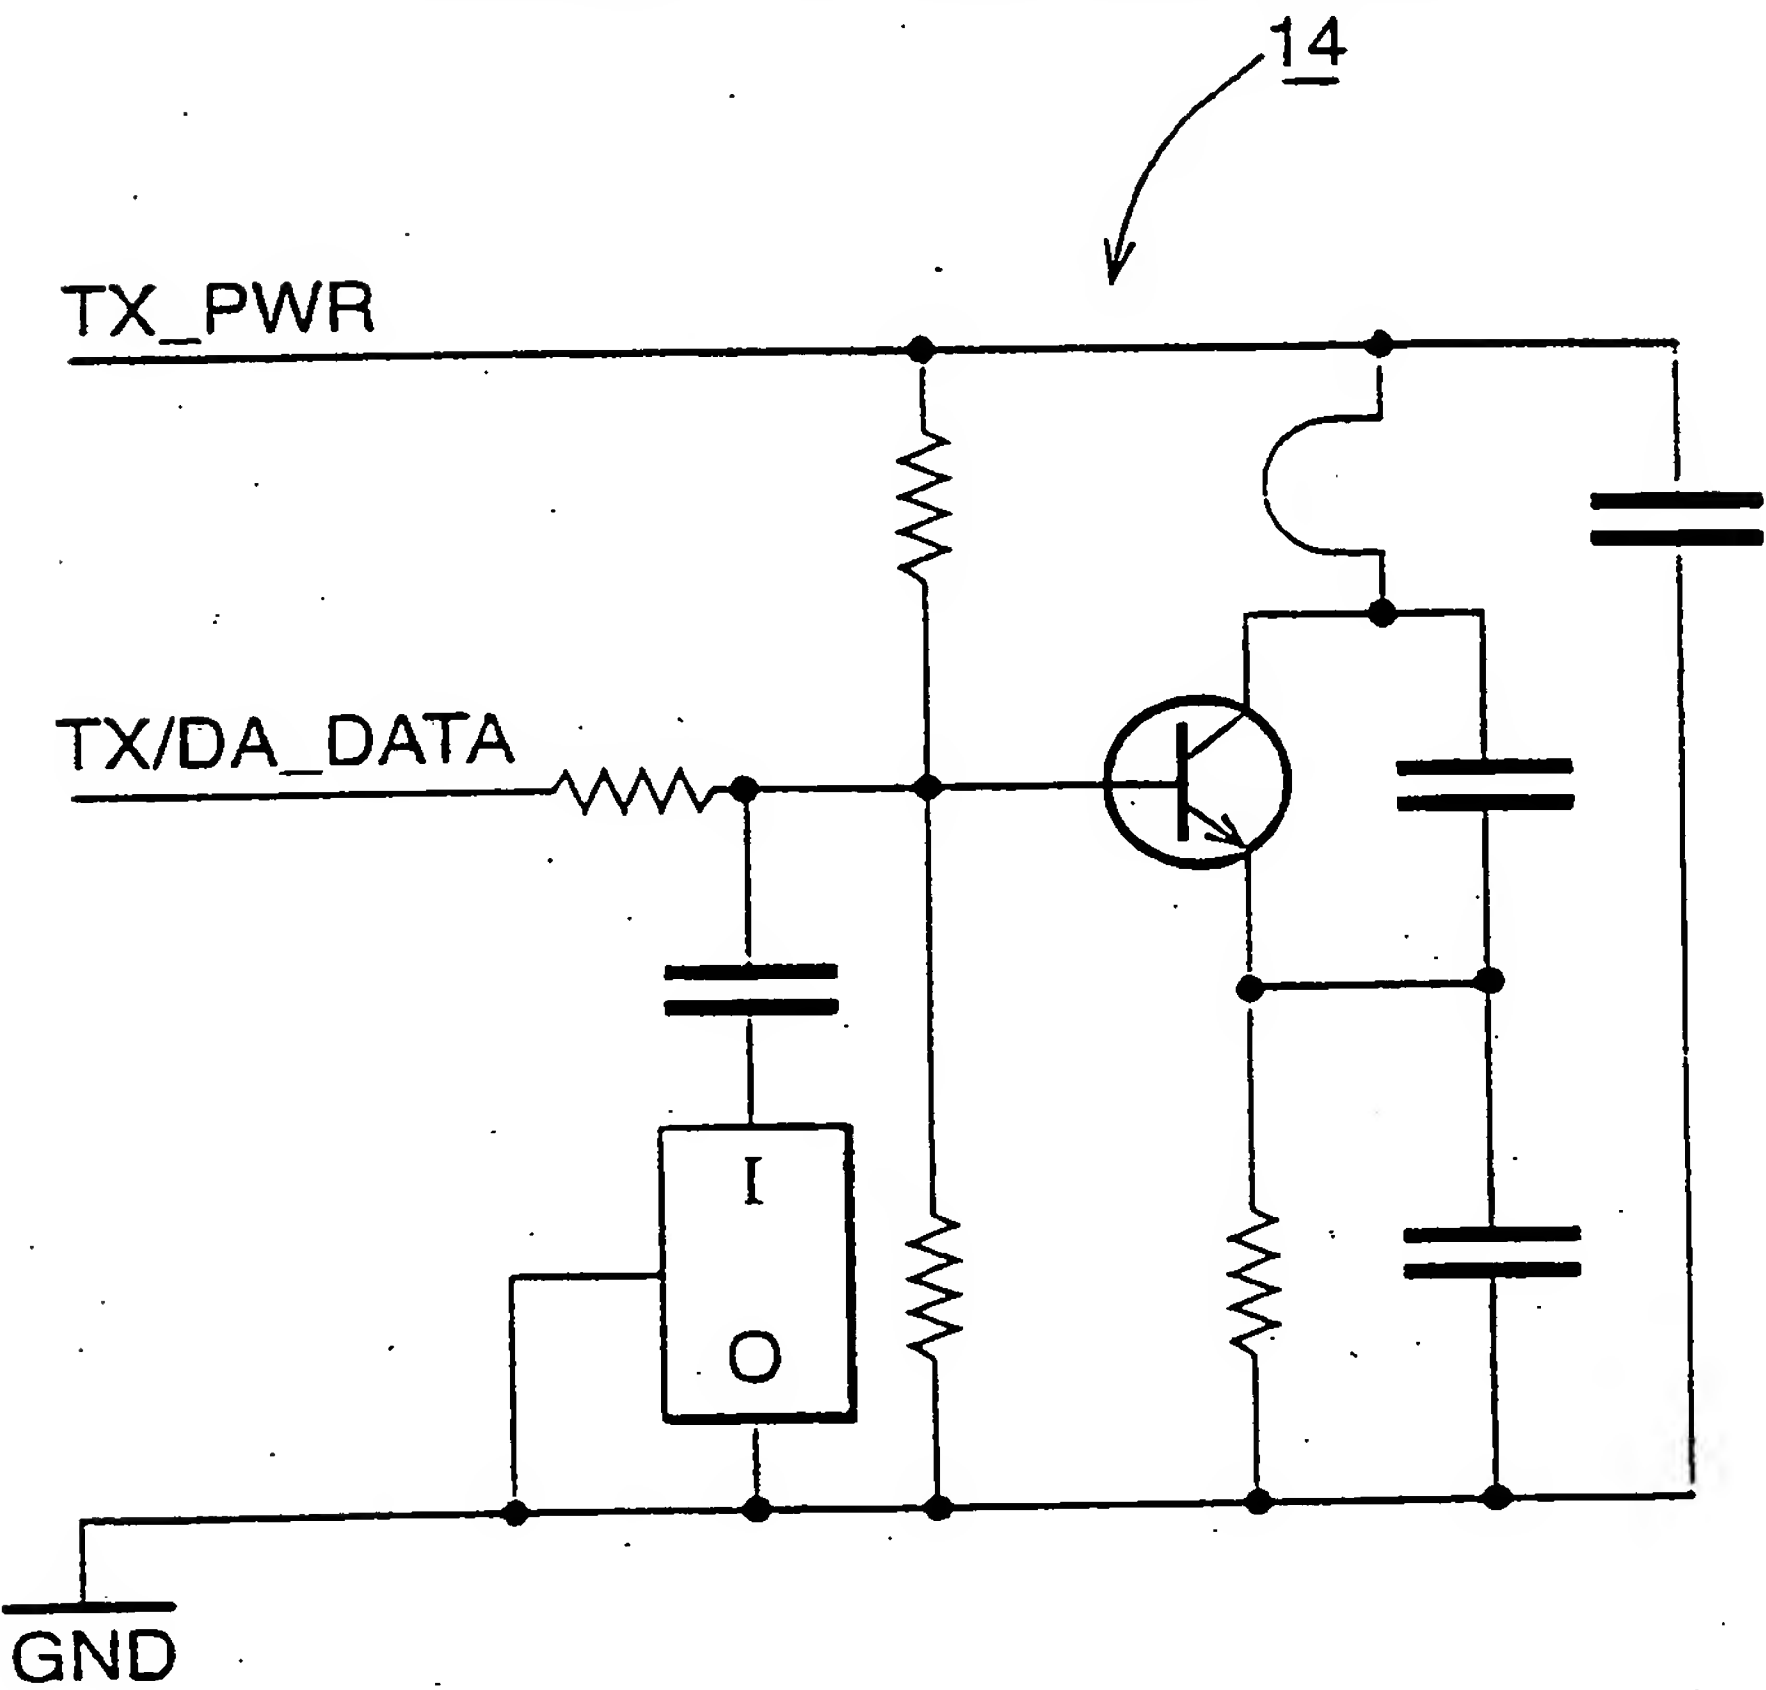 14
TX_PWR
TX/DA_DATA
I
O
GND